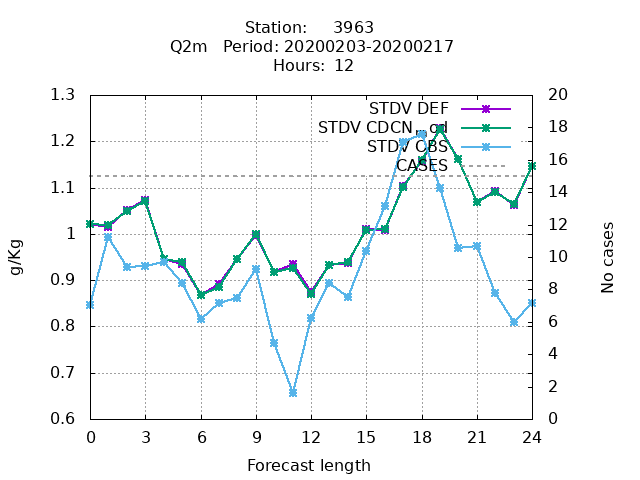 Station: 3963
Q2m Period: 20200203-20200217
Hours: 12
STDV DEF
STDV CDCN_od
STDV CBS
CASES
1.3
1.2
1.1
1
0.9
0.8
0.7
0.6
20
18
16
14
12
10
8
6
4
2
0
g/Kg
No cases
0 3 6 9 12 15 18 21 24
Forecast length